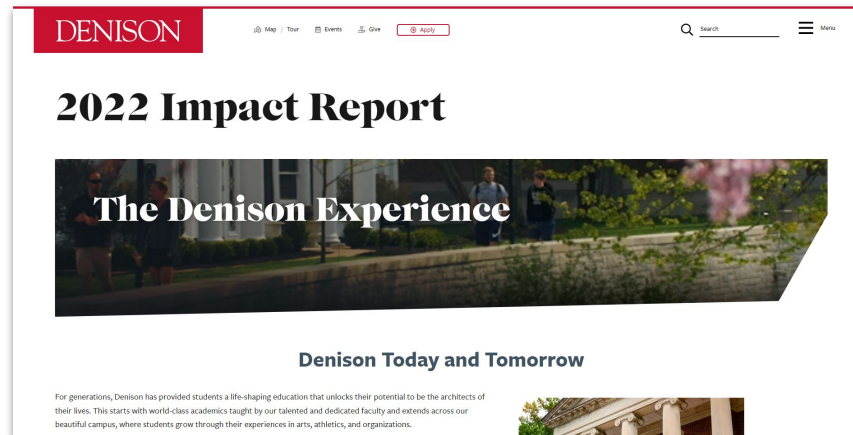 DENISON
Map / Tour
Events
Give
Apply
Search
Menu
2022 Impact Report
The Denison Experience
Denison Today and Tomorrow
For generations, Denison has provided students a life-shaping education that unlocks their potential to be the architects of
their lives. This starts with world-class academics taught by our talented and dedicated faculty and extends across our
beautiful campus, where students grow through their experiences in arts, athletics, and organizations.